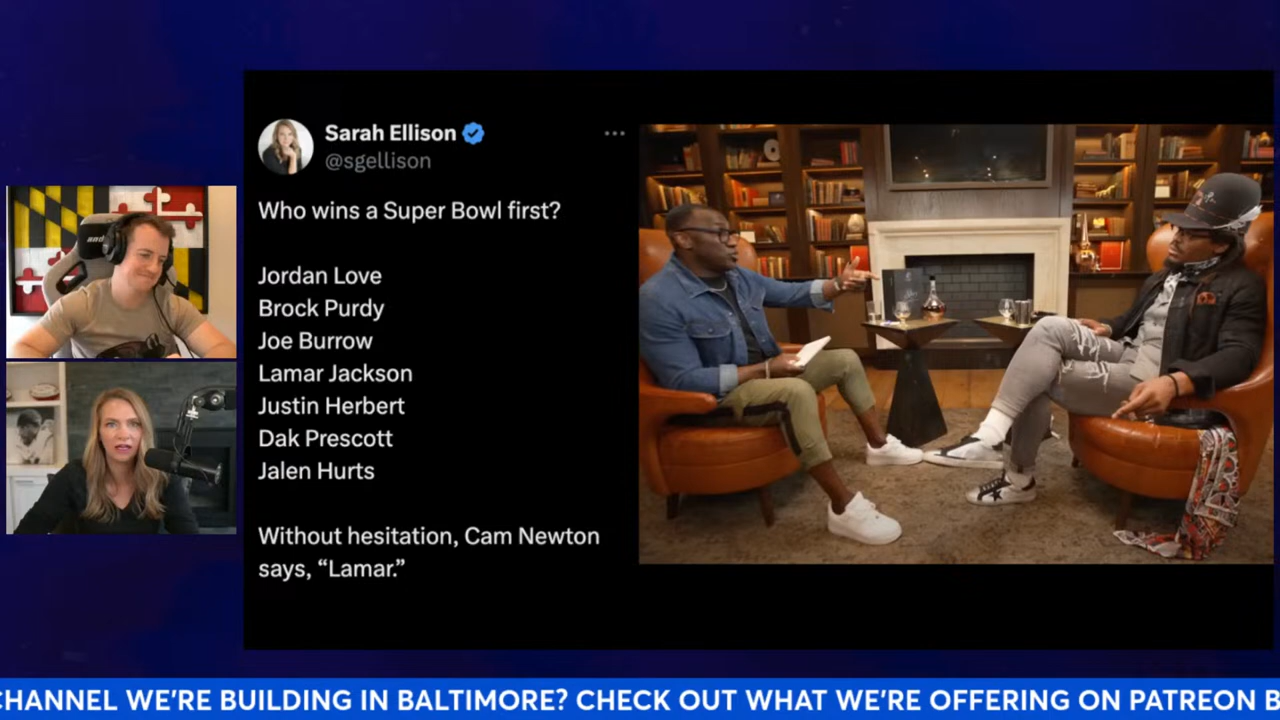 Sarah Ellison
@sgellison
Who wins a Super Bowl first?
Jordan Love
Brock Purdy
Joe Burrow
Lamar Jackson
Justin Herbert
Dak Prescott
Jalen Hurts
Without hesitation, Cam Newton
says, “Lamar.”
CHANNEL WE'RE BUILDING IN BALTIMORE? CHECK OUT WHAT WE'RE OFFERING ON PATREON B